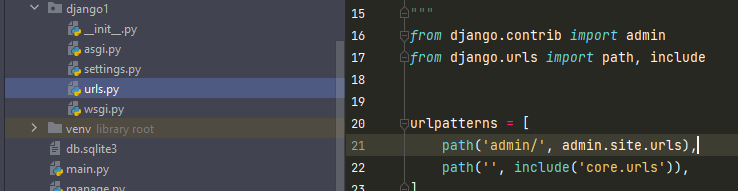 django1
__init__.py
asgi.py
settings.py
urls.py
wsgi.py
venv library root
db.sqlite3
main.py
manage.py
15 """
16 from django.contrib import admin
17 from django.urls import path, include
18
19
20 urlpatterns = [
21 path('admin/', admin.site.urls),
22 path('', include('core.urls')),
23 ]